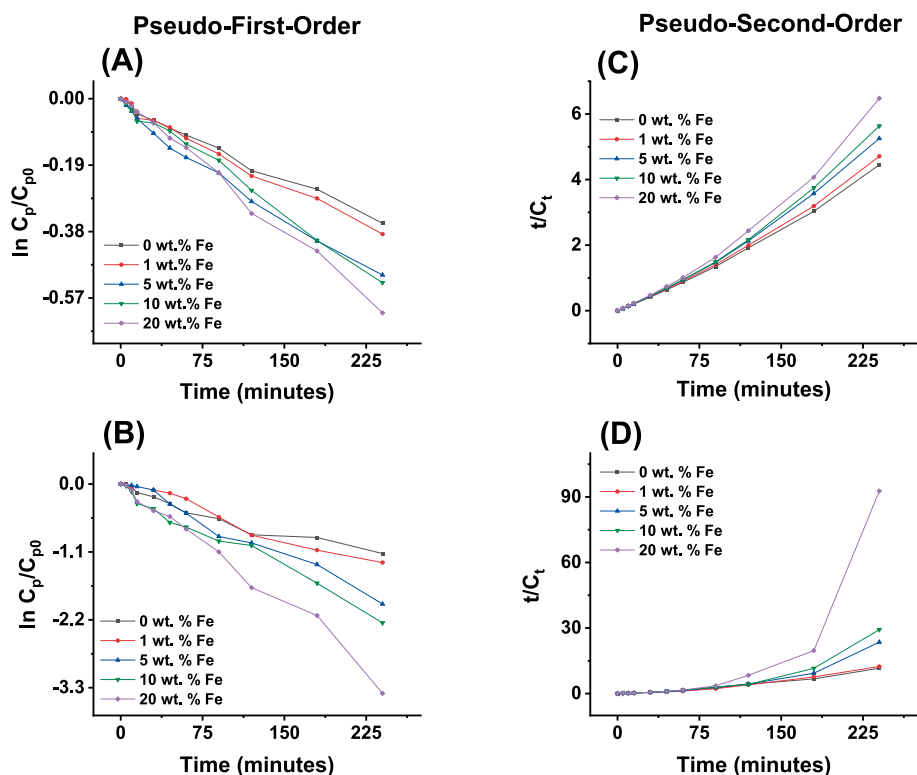 Pseudo-First-Order
Pseudo-Second-Order
(A)
0.00
-0.19
-0.38
-0.57
ln Cp/Cp0
0 wt.% Fe
1 wt.% Fe
5 wt.% Fe
10 wt.% Fe
20 wt.% Fe
0
75
150
225
Time (minutes)
(C)
6
4
2
0
t/Ct
0 wt. % Fe
1 wt. % Fe
5 wt. % Fe
10 wt. % Fe
20 wt. % Fe
0
75
150
225
Time (minutes)
(B)
0.0
-1.1
-2.2
-3.3
ln Cp/Cp0
0 wt. % Fe
1 wt. % Fe
5 wt. % Fe
10 wt. % Fe
20 wt. % Fe
0
75
150
225
Time (minutes)
(D)
90
60
30
0
t/Ct
0 wt. % Fe
1 wt. % Fe
5 wt. % Fe
10 wt. % Fe
20 wt. % Fe
0
75
150
225
Time (minutes)